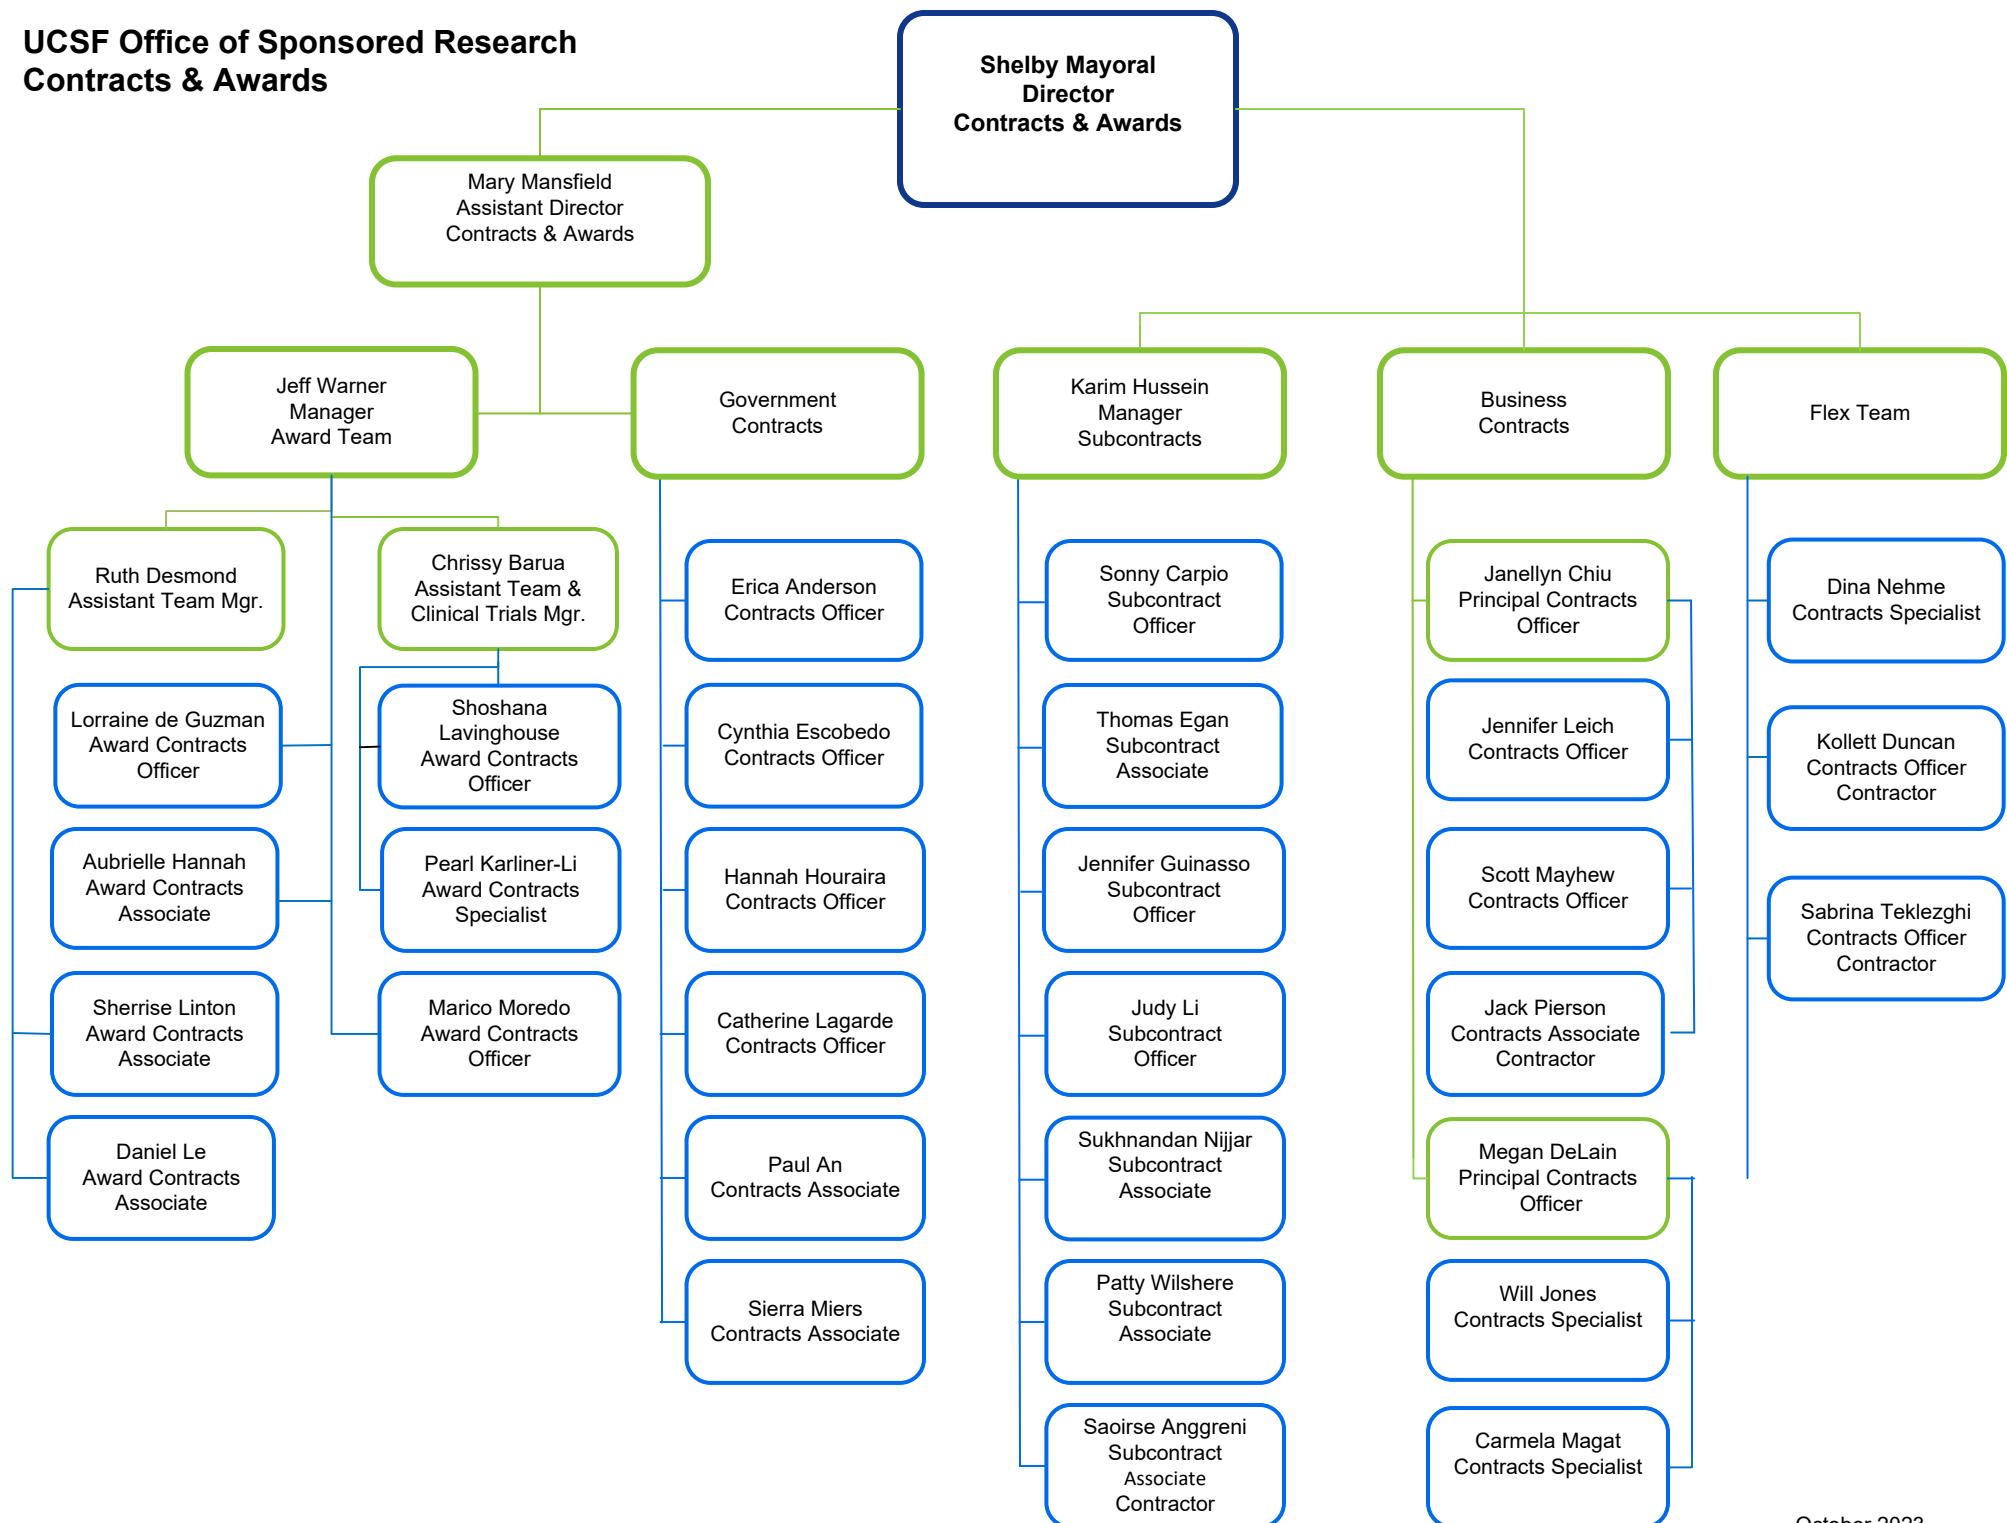 UCSF Office of Sponsored Research
Contracts & Awards
Shelby Mayoral
Director
Contracts & Awards
Mary Mansfield
Assistant Director
Contracts & Awards
Jeff Warner
Manager
Award Team
Government
Contracts
Karim Hussein
Manager
Subcontracts
Business
Contracts
Flex Team
Ruth Desmond
Assistant Team Mgr.
Lorraine de Guzman
Award Contracts
Officer
Aubrielle Hannah
Award Contracts
Associate
Sherrise Linton
Award Contracts
Associate
Daniel Le
Award Contracts
Associate
Chrissy Barua
Assistant Team &
Clinical Trials Mgr.
Shoshana
Lavinghouse
Award Contracts
Officer
Pearl Karliner-Li
Award Contracts
Specialist
Marico Moredo
Award Contracts
Officer
Erica Anderson
Contracts Officer
Cynthia Escobedo
Contracts Officer
Hannah Houraira
Contracts Officer
Catherine Lagarde
Contracts Officer
Paul An
Contracts Associate
Sierra Miers
Contracts Associate
Sonny Carpio
Subcontract
Officer
Thomas Egan
Subcontract
Associate
Jennifer Guinasso
Subcontract
Officer
Judy Li
Subcontract
Officer
Sukhnandan Nijjar
Subcontract
Associate
Patty Wilshere
Subcontract
Associate
Saoirse Anggreni
Subcontract
Associate
Contractor
Janellyn Chiu
Principal Contracts
Officer
Jennifer Leich
Contracts Officer
Scott Mayhew
Contracts Officer
Jack Pierson
Contracts Associate
Contractor
Megan DeLain
Principal Contracts
Officer
Will Jones
Contracts Specialist
Carmela Magat
Contracts Specialist
Dina Nehme
Contracts Specialist
Kollett Duncan
Contracts Officer
Contractor
Sabrina Teklezghi
Contracts Officer
Contractor
October 2023